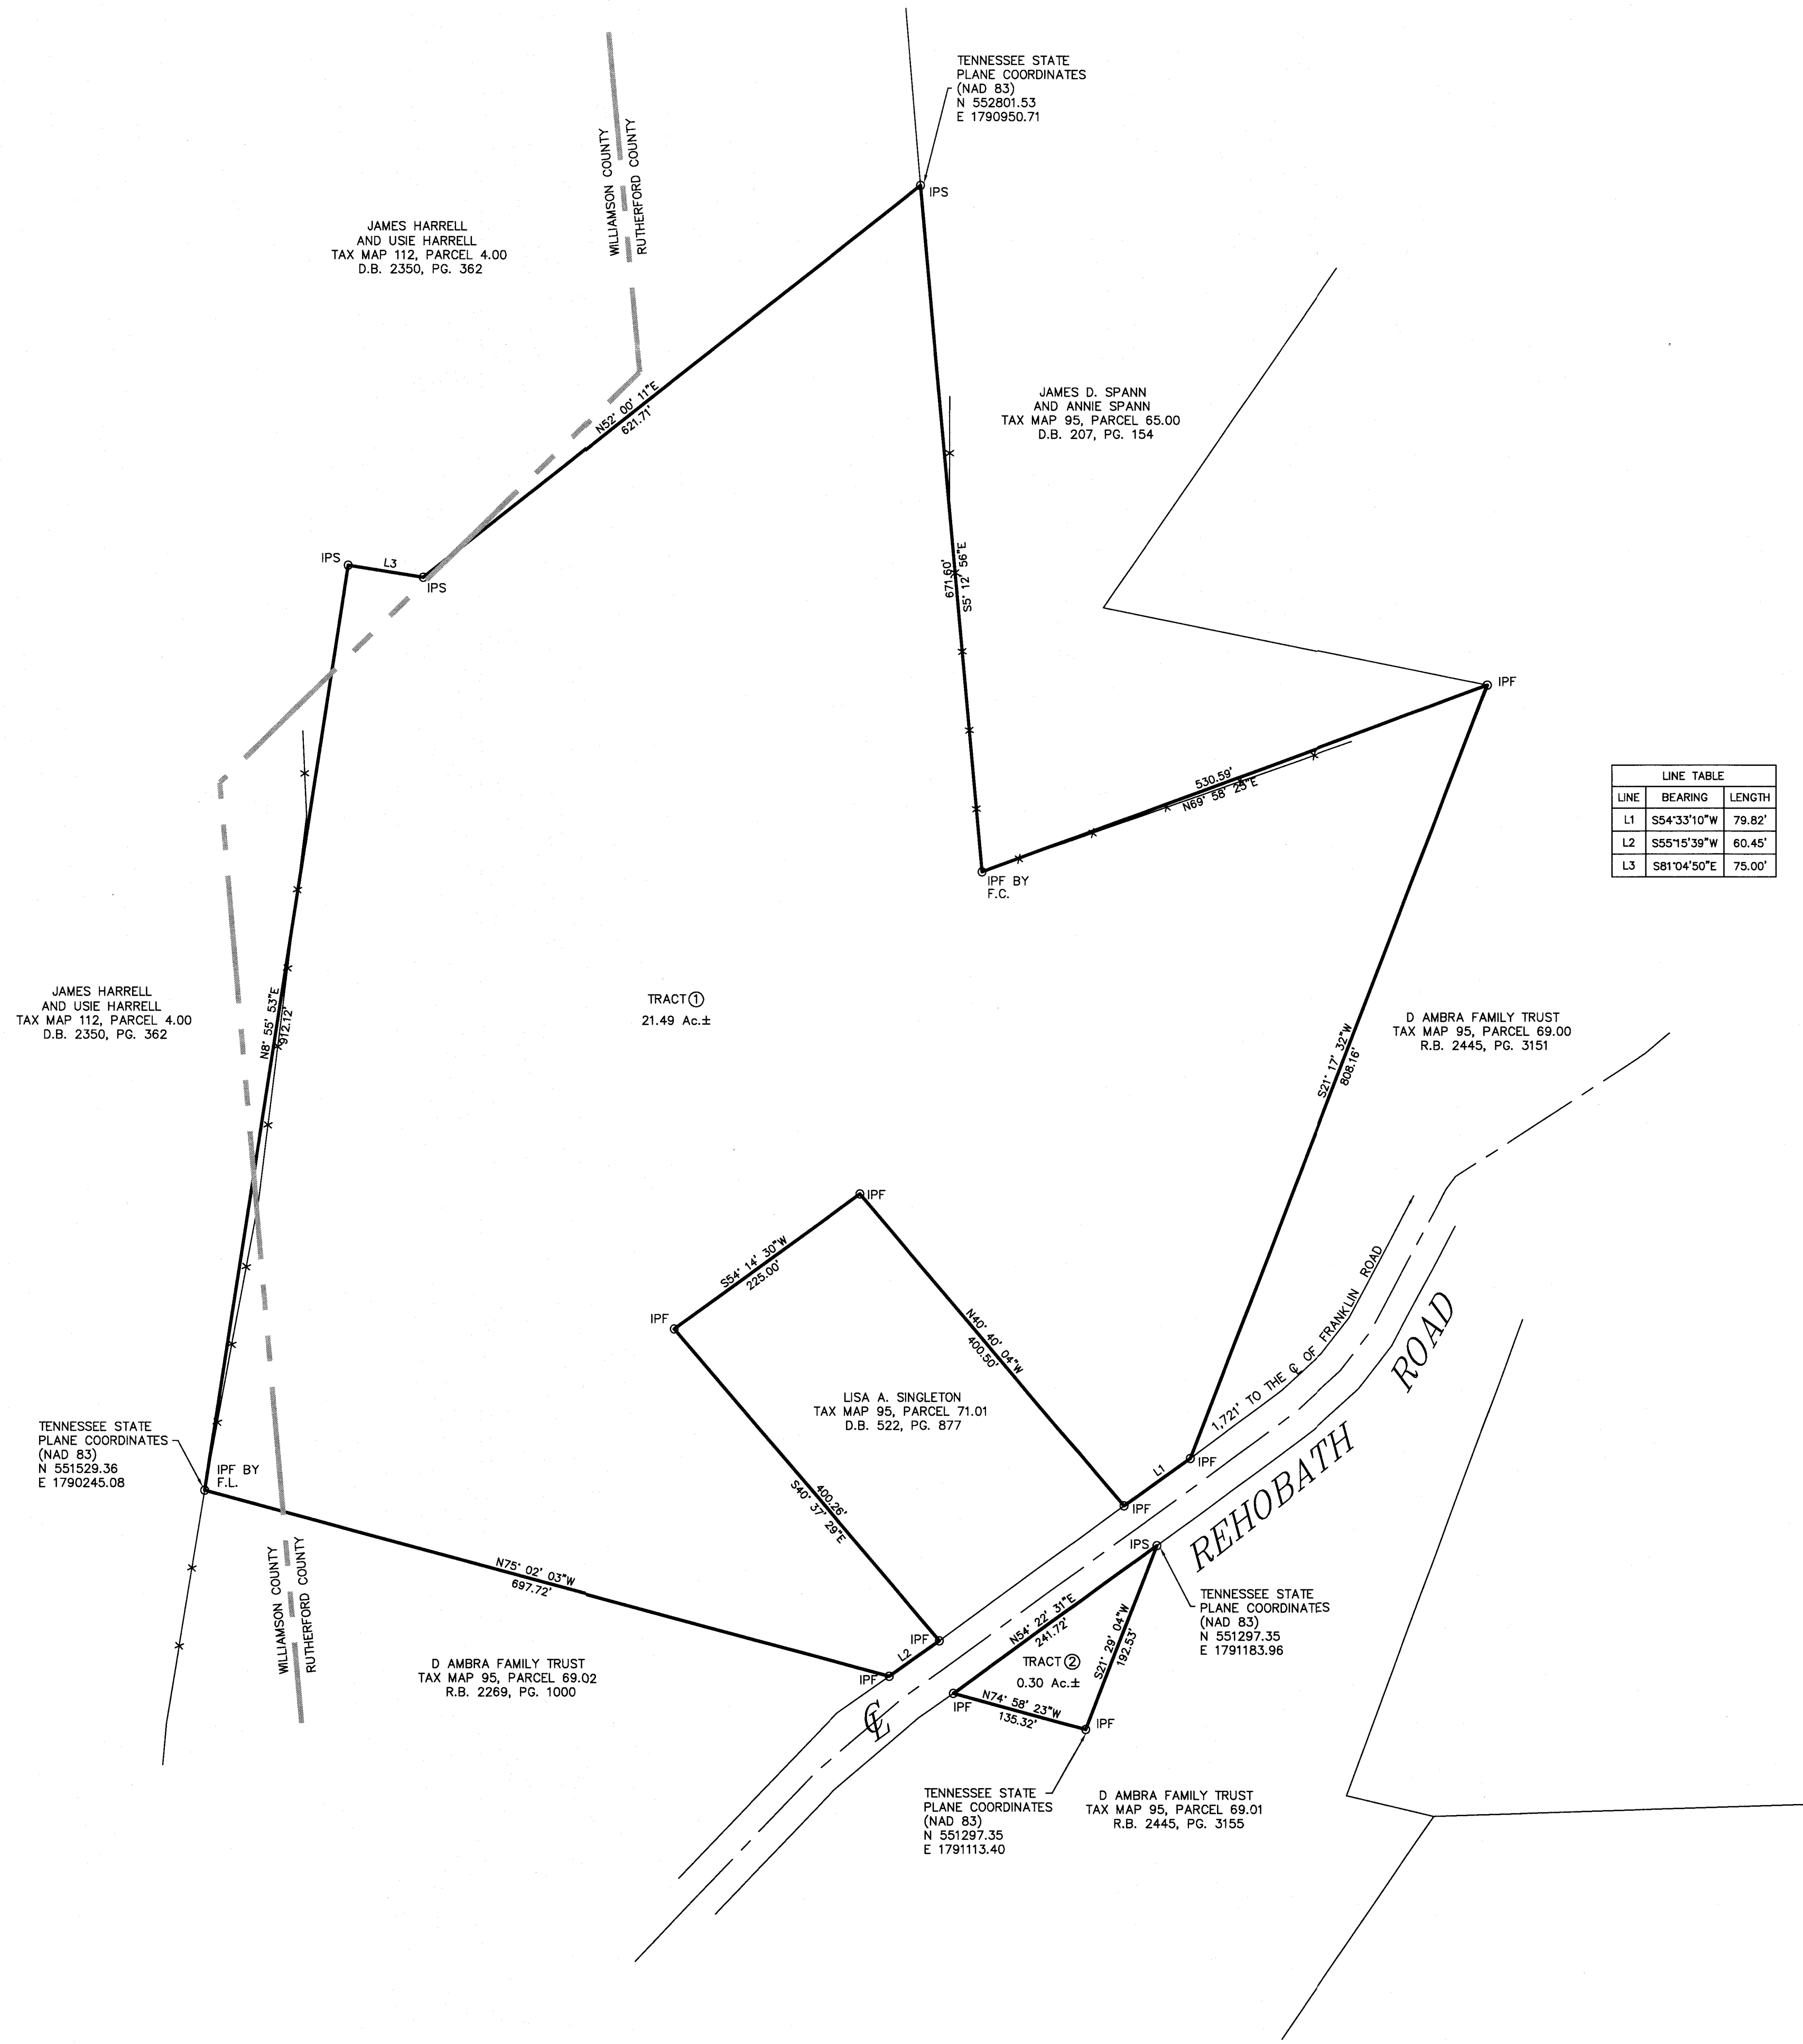 TENNESSEE STATE
PLANE COORDINATES
(NAD 83)
N 552801.53
E 1790950.71
IPS
WILLIAMSON COUNTY
RUTHERFORD COUNTY
JAMES HARRELL
AND USIE HARRELL
TAX MAP 112, PARCEL 4.00
D.B. 2350, PG. 362
N52° 00' 11"E
621.71'
JAMES D. SPANN
AND ANNIE SPANN
TAX MAP 95, PARCEL 65.00
D.B. 207, PG. 154
671.60'
S5° 12' 56"E
IPS
L3
IPS
IPF
530.59'
N69° 58' 25"E
IPF BY
F.C.
LINE TABLE
LINE BEARING LENGTH
L1 S54°33'10"W 79.82'
L2 S55°15'39"W 60.45'
L3 S81°04'50"E 75.00'
JAMES HARRELL
AND USIE HARRELL
TAX MAP 112, PARCEL 4.00
D.B. 2350, PG. 362
N8° 55' 53"E
912.12'
TRACT 1
21.49 Ac.±
S21° 17' 32"W
808.16'
D AMBRA FAMILY TRUST
TAX MAP 95, PARCEL 69.00
R.B. 2445, PG. 3151
IPF
S54° 14' 30"W
225.00'
IPF
N40° 40' 04"W
400.50'
LISA A. SINGLETON
TAX MAP 95, PARCEL 71.01
D.B. 522, PG. 877
400.26'
S40° 37' 29"E
1,721' TO THE ℄ OF FRANKLIN ROAD
REHOBATH ROAD
TENNESSEE STATE
PLANE COORDINATES
(NAD 83)
N 551529.36
E 1790245.08
IPF BY
F.L.
L1
IPF
IPF
IPS
WILLIAMSON COUNTY
RUTHERFORD COUNTY
N75° 02' 03"W
697.72'
IPF
L2
IPF
N54° 22' 31"E
241.72'
S21° 29' 04"W
192.53'
TRACT 2
0.30 Ac.±
N74° 58' 23"W
135.32'
IPF
IPF
TENNESSEE STATE
PLANE COORDINATES
(NAD 83)
N 551297.35
E 1791183.96
D AMBRA FAMILY TRUST
TAX MAP 95, PARCEL 69.02
R.B. 2269, PG. 1000
℄
TENNESSEE STATE
PLANE COORDINATES
(NAD 83)
N 551297.35
E 1791113.40
D AMBRA FAMILY TRUST
TAX MAP 95, PARCEL 69.01
R.B. 2445, PG. 3155